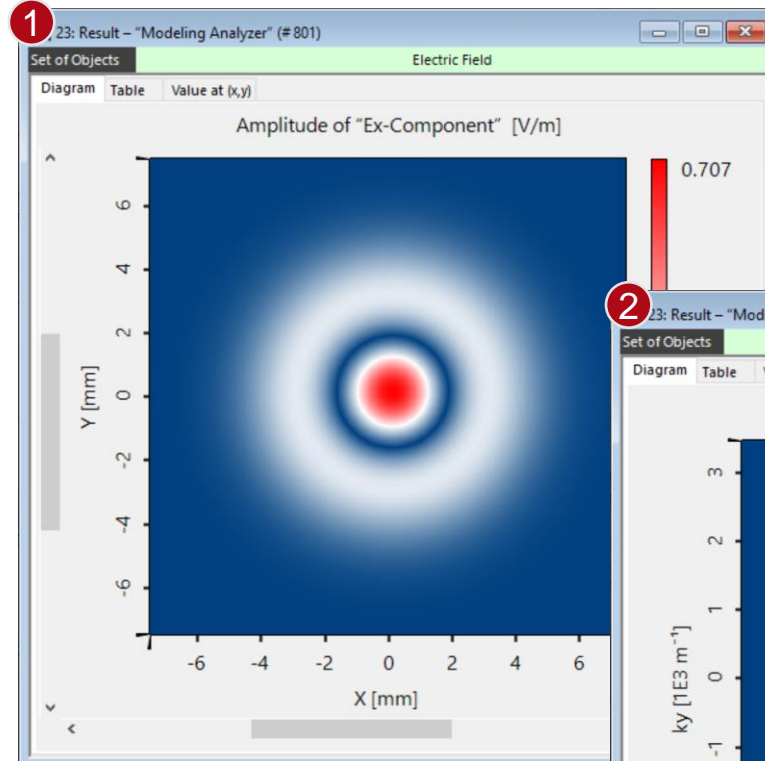 1
23: Result – "Modeling Analyzer" (# 801)
Set of Objects
Electric Field
Diagram Table Value at (x,y)
Amplitude of "Ex-Component" [V/m]
0.707
6
4
2
0
-2
-4
-6
Y [mm]
-6 -4 -2 0 2 4 6
X [mm]
2
23: Result – "Mod
Set of Objects
Diagram Table
3
2
1
0
-1
ky [1E3 m⁻¹]